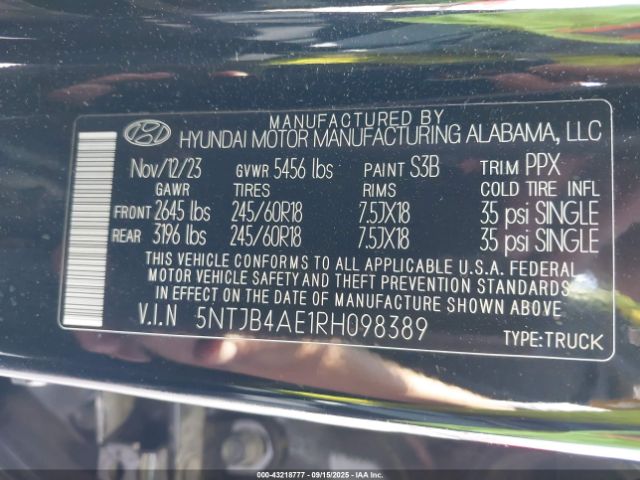 MANUFACTURED BY
HYUNDAI MOTOR MANUFACTURING ALABAMA, LLC
Nov/12/23 GVWR 5456 lbs PAINT S3B TRIM PPX
GAWR TIRES RIMS COLD TIRE INFL
FRONT 2645 lbs 245/60R18 7.5JX18 35 psi SINGLE
REAR 3196 lbs 245/60R18 7.5JX18 35 psi SINGLE
THIS VEHICLE CONFORMS TO ALL APPLICABLE U.S.A. FEDERAL
MOTOR VEHICLE SAFETY AND THEFT PREVENTION STANDARDS
IN EFFECT ON THE DATE OF MANUFACTURE SHOWN ABOVE
V.I.N 5NTJB4AE1RH098389 TYPE:TRUCK
000-43218777 - 09/15/2025 - IAAI.COM